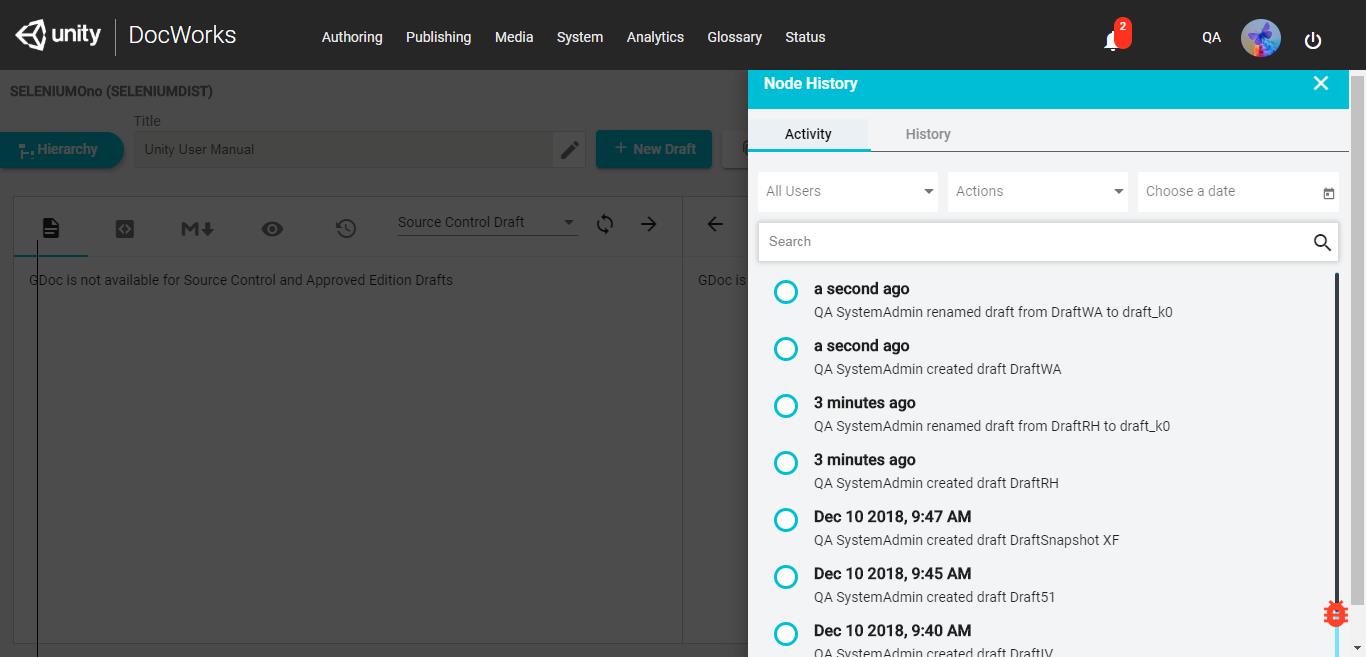 unity DocWorks
Authoring Publishing Media System Analytics Glossary Status
2
QA
SELENIUMOno (SELENIUMDIST)
Title
Hierarchy
Unity User Manual
+ New Draft
M
Source Control Draft
GDoc is not available for Source Control and Approved Edition Drafts
GDoc is
Node History
Activity History
All Users Actions Choose a date
Search
a second ago
QA SystemAdmin renamed draft from DraftWA to draft_k0
a second ago
QA SystemAdmin created draft DraftWA
3 minutes ago
QA SystemAdmin renamed draft from DraftRH to draft_k0
3 minutes ago
QA SystemAdmin created draft DraftRH
Dec 10 2018, 9:47 AM
QA SystemAdmin created draft DraftSnapshot XF
Dec 10 2018, 9:45 AM
QA SystemAdmin created draft Draft51
Dec 10 2018, 9:40 AM
QA SystemAdmin created draft DraftIV